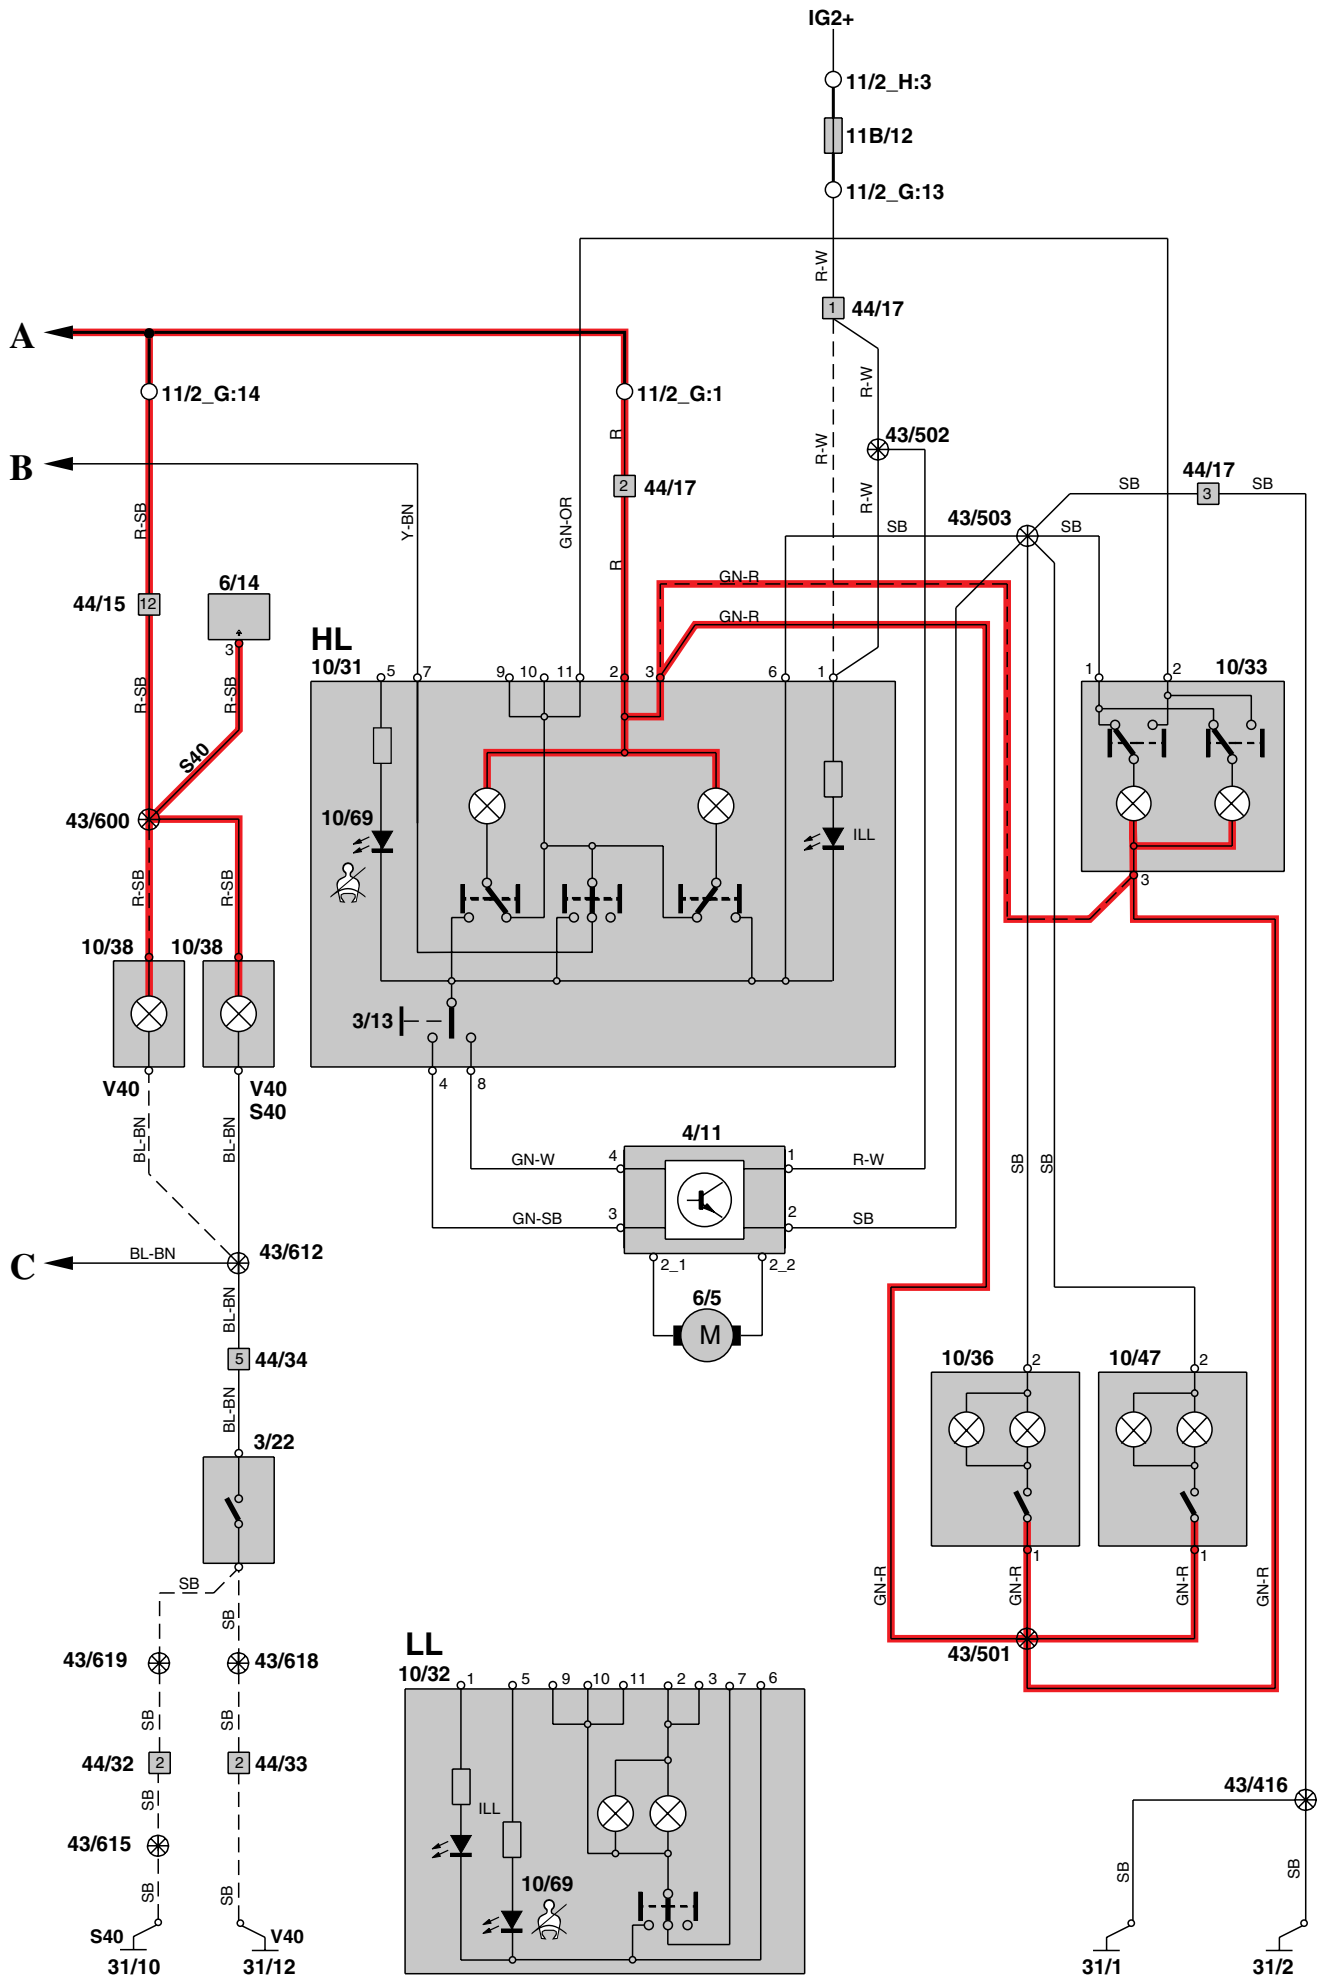 IG2+
11/2_H:3
11B/12
11/2_G:13
R-W
1 44/17
A
11/2_G:14
11/2_G:1
R-W
R
43/502
B
R-W
44/17
2 44/17
SB 3 SB
R-SB
Y-BN
GN-OR
R-W
43/503
SB SB
R
GN-R
6/14
44/15 12
GN-R
3
HL
10/31 5 7 9 10 11 2 3 6 1
1 2 10/33
R-SB
R-SB
S40
10/69
ILL
43/600
3
R-SB
R-SB
10/38 10/38
3/13
V40 V40
S40
4 8
BL-BN
BL-BN
4/11
GN-W 4 1 R-W
GN-SB 3 2 SB
SB
SB
C BL-BN 43/612
2_1 2_2
6/5
M
BL-BN
5 44/34
10/36 2 10/47 2
BL-BN
3/22
1 1
SB
SB
GN-R
GN-R
GN-R
GN-R
43/501
43/619 43/618
LL
10/32 1 5 9 10 11 2 3 7 6
SB
SB
44/32 2 2 44/33
SB
ILL
43/416
43/615
10/69
SB
SB
SB
SB
S40 V40
31/10 31/12
31/1 31/2